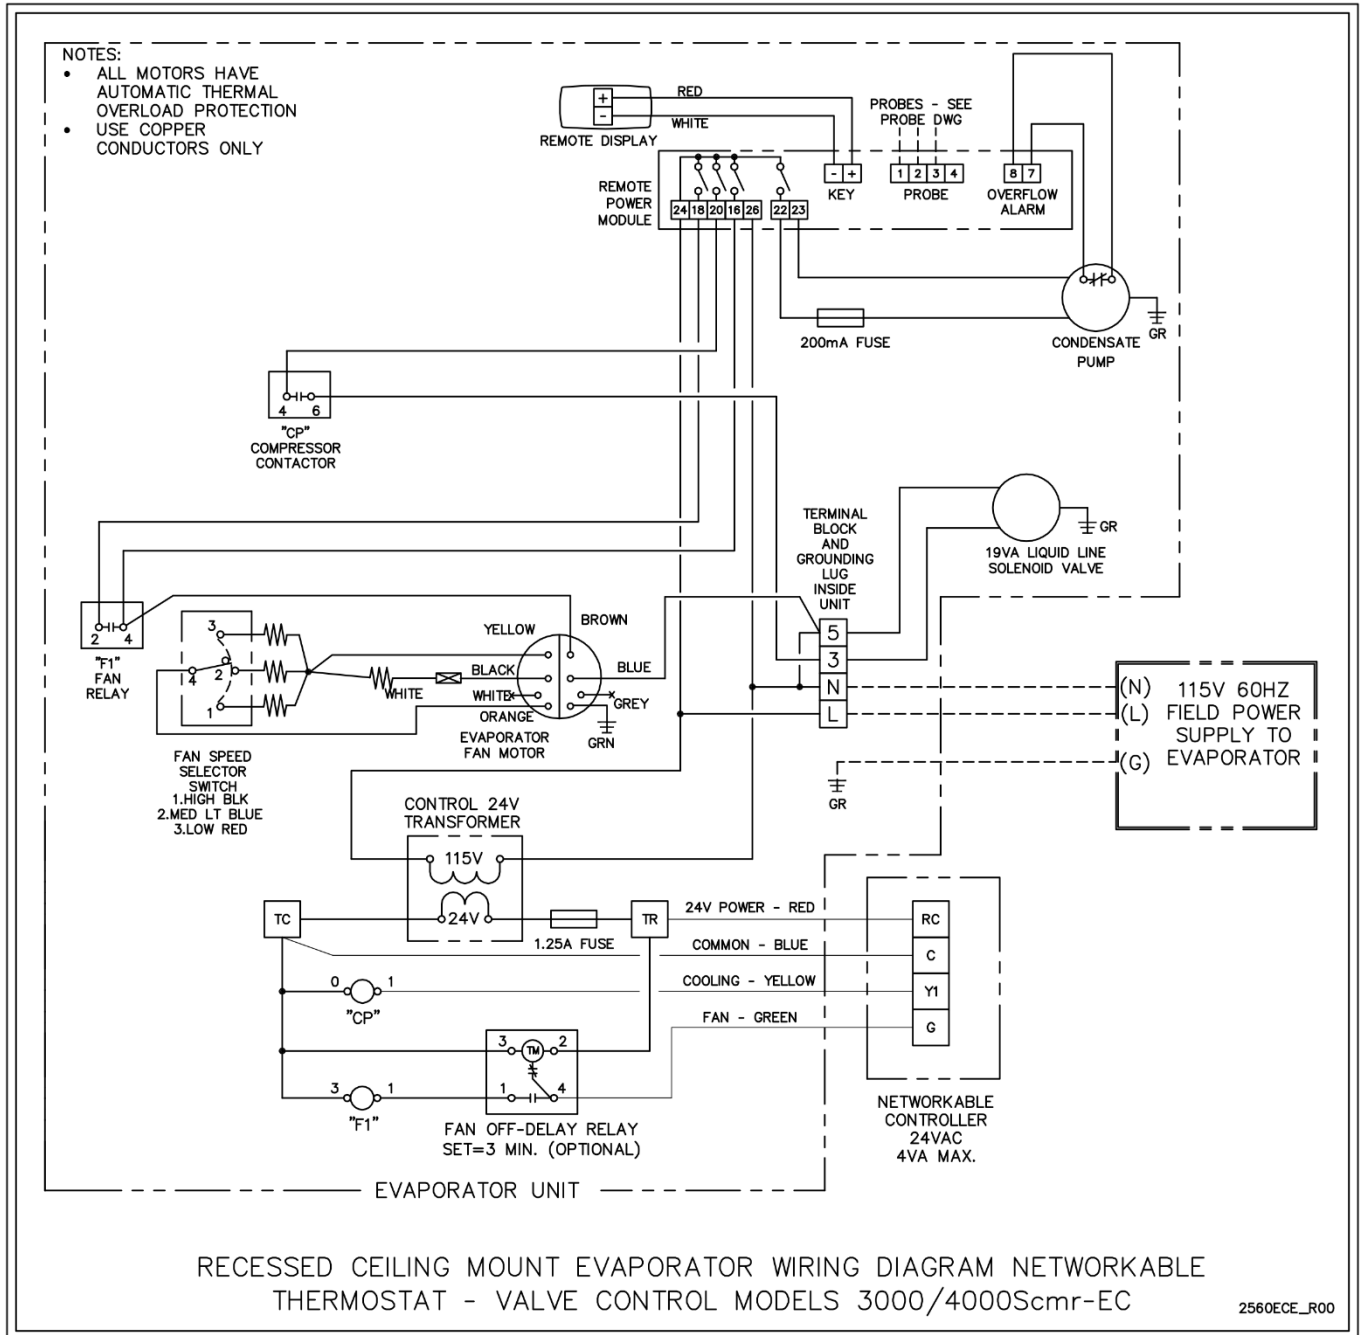 NOTES:
• ALL MOTORS HAVE
AUTOMATIC THERMAL
OVERLOAD PROTECTION
• USE COPPER
CONDUCTORS ONLY
+
-
REMOTE DISPLAY
RED
WHITE
PROBES - SEE
PROBE DWG
REMOTE
POWER
MODULE
24 18 20 16 26 22 23
- +
KEY
1 2 3 4
PROBE
8 7
OVERFLOW
ALARM
200mA FUSE
CONDENSATE
PUMP
GR
4 6
"CP"
COMPRESSOR
CONTACTOR
TERMINAL
BLOCK
AND
GROUNDING
LUG
INSIDE
UNIT
GR
19VA LIQUID LINE
SOLENOID VALVE
2 4
"F1"
FAN
RELAY
3
4 2
1
FAN SPEED
SELECTOR
SWITCH
1.HIGH BLK
2.MED LT BLUE
3.LOW RED
WHITE
YELLOW
BROWN
BLACK
BLUE
WHITE
GREY
ORANGE
GRN
EVAPORATOR
FAN MOTOR
5
3
N
L
(N)
(L)
(G)
115V 60HZ
FIELD POWER
SUPPLY TO
EVAPORATOR
GR
CONTROL 24V
TRANSFORMER
115V
24V
TC
1.25A FUSE
TR
24V POWER - RED
COMMON - BLUE
COOLING - YELLOW
FAN - GREEN
RC
C
Y1
G
0 1
"CP"
3 TM 2
1 4
3 1
"F1"
FAN OFF-DELAY RELAY
SET=3 MIN. (OPTIONAL)
NETWORKABLE
CONTROLLER
24VAC
4VA MAX.
EVAPORATOR UNIT
RECESSED CEILING MOUNT EVAPORATOR WIRING DIAGRAM NETWORKABLE
THERMOSTAT - VALVE CONTROL MODELS 3000/4000Scmr-EC
2560ECE_R00